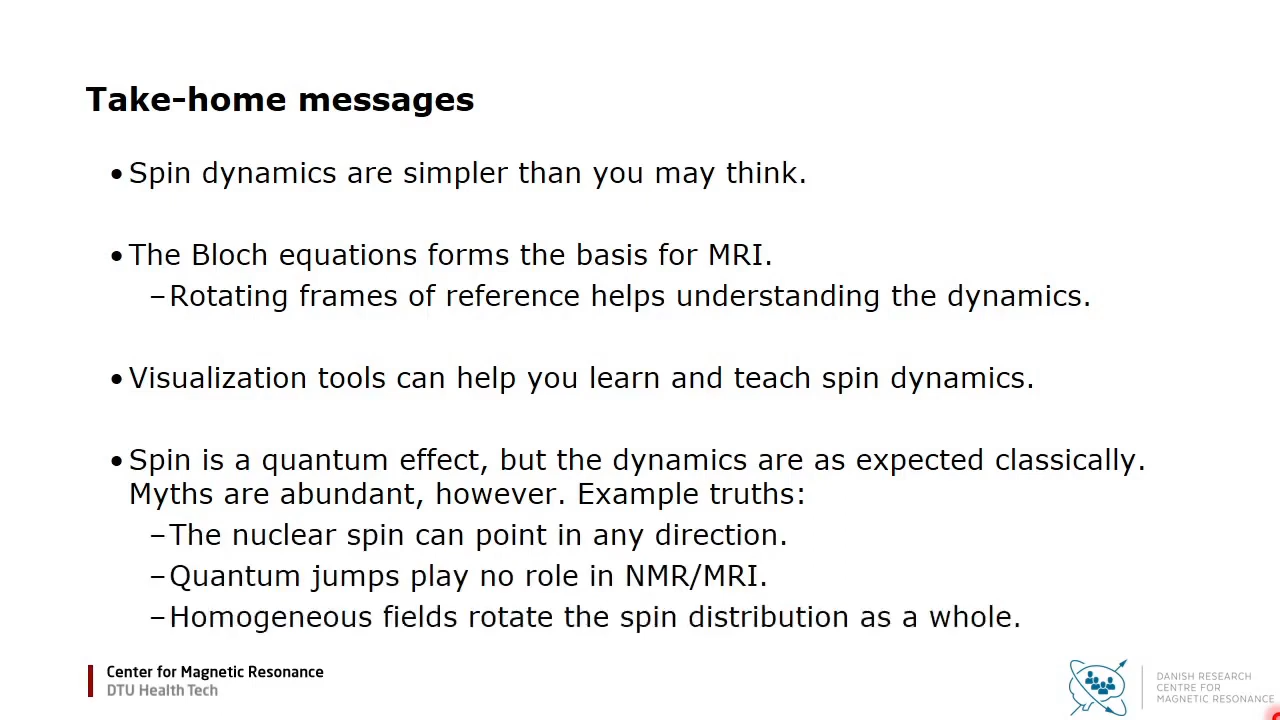 Take-home messages
•Spin dynamics are simpler than you may think.
•The Bloch equations forms the basis for MRI.
–Rotating frames of reference helps understanding the dynamics.
•Visualization tools can help you learn and teach spin dynamics.
•Spin is a quantum effect, but the dynamics are as expected classically.
Myths are abundant, however. Example truths:
–The nuclear spin can point in any direction.
–Quantum jumps play no role in NMR/MRI.
–Homogeneous fields rotate the spin distribution as a whole.
Center for Magnetic Resonance
DTU Health Tech
DANISH RESEARCH
CENTRE FOR
MAGNETIC RESONANCE